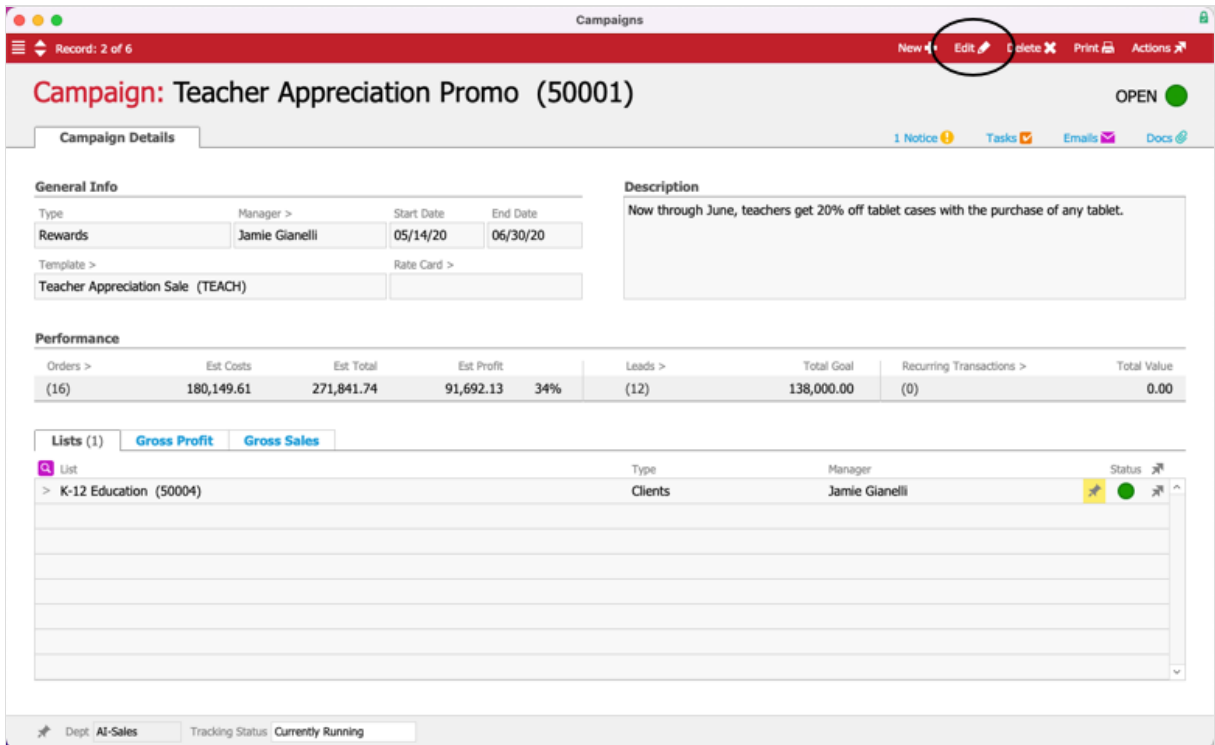 Campaigns
Record: 2 of 6 New Edit Delete Print Actions
Campaign: Teacher Appreciation Promo (50001)
OPEN
Campaign Details 1 Notice Tasks Emails Docs
General Info Description
Type Manager > Start Date End Date
Now through June, teachers get 20% off tablet cases with the purchase of any tablet.
Rewards Jamie Gianelli 05/14/20 06/30/20
Template > Rate Card >
Teacher Appreciation Sale (TEACH)
Performance
Orders > Est Costs Est Total Est Profit Leads > Total Goal Recurring Transactions > Total Value
(16) 180,149.61 271,841.74 91,692.13 34% (12) 138,000.00 (0) 0.00
Lists (1) Gross Profit Gross Sales
List Type Manager Status
> K-12 Education (50004) Clients Jamie Gianelli
Dept AI-Sales Tracking Status Currently Running